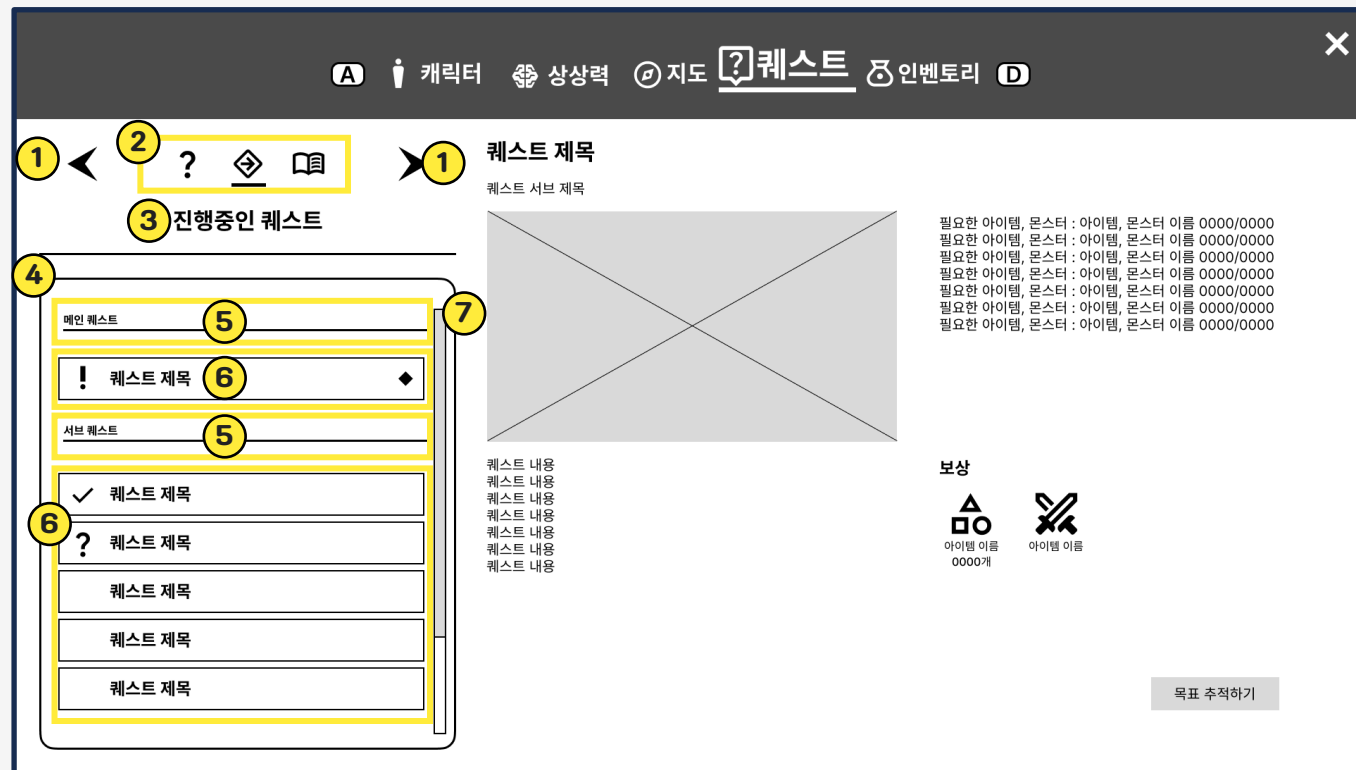 A 캐릭터 상상력 지도 퀘스트 인벤토리 D
1 2 ? 1
3 진행중인 퀘스트
4
메인 퀘스트 5
7
! 퀘스트 제목 6
서브 퀘스트 5
퀘스트 제목
6
? 퀘스트 제목
퀘스트 제목
퀘스트 제목
퀘스트 제목
퀘스트 제목
퀘스트 서브 제목
필요한 아이템, 몬스터 : 아이템, 몬스터 이름 0000/0000
필요한 아이템, 몬스터 : 아이템, 몬스터 이름 0000/0000
필요한 아이템, 몬스터 : 아이템, 몬스터 이름 0000/0000
필요한 아이템, 몬스터 : 아이템, 몬스터 이름 0000/0000
필요한 아이템, 몬스터 : 아이템, 몬스터 이름 0000/0000
필요한 아이템, 몬스터 : 아이템, 몬스터 이름 0000/0000
필요한 아이템, 몬스터 : 아이템, 몬스터 이름 0000/0000
퀘스트 내용
퀘스트 내용
퀘스트 내용
퀘스트 내용
퀘스트 내용
퀘스트 내용
퀘스트 내용
보상
아이템 이름
0000개
아이템 이름
목표 추적하기